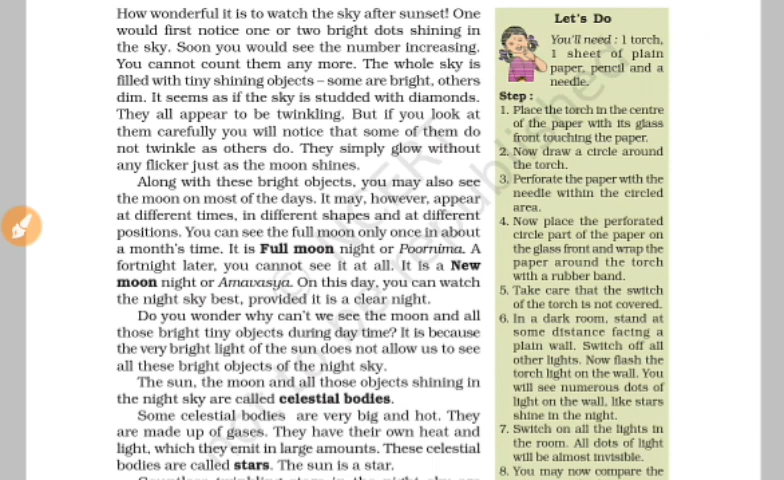 How wonderful it is to watch the sky after sunset! One
would first notice one or two bright dots shining in
the sky. Soon you would see the number increasing.
You cannot count them any more. The whole sky is
filled with tiny shining objects – some are bright, others
dim. It seems as if the sky is studded with diamonds.
They all appear to be twinkling. But if you look at
them carefully you will notice that some of them do
not twinkle as others do. They simply glow without
any flicker just as the moon shines.
Along with these bright objects, you may also see
the moon on most of the days. It may, however, appear
at different times, in different shapes and at different
positions. You can see the full moon only once in about
a month's time. It is Full moon night or Poornima. A
fortnight later, you cannot see it at all. It is a New
moon night or Amavasya. On this day, you can watch
the night sky best, provided it is a clear night.
Do you wonder why can't we see the moon and all
those bright tiny objects during day time? It is because
the very bright light of the sun does not allow us to see
all these bright objects of the night sky.
The sun, the moon and all those objects shining in
the night sky are called celestial bodies.
Some celestial bodies are very big and hot. They
are made up of gases. They have their own heat and
light, which they emit in large amounts. These celestial
bodies are called stars. The sun is a star.
Countless twinkling stars in the night sky are
Let's Do
You'll need : 1 torch,
1 sheet of plain
paper, pencil and a
needle.
Step :
1. Place the torch in the centre
of the paper with its glass
front touching the paper.
2. Now draw a circle around
the torch.
3. Perforate the paper with the
needle within the circled
area.
4. Now place the perforated
circle part of the paper on
the glass front and wrap the
paper around the torch
with a rubber band.
5. Take care that the switch
of the torch is not covered.
6. In a dark room, stand at
some distance facing a
plain wall. Switch off all
other lights. Now flash the
torch light on the wall. You
will see numerous dots of
light on the wall, like stars
shine in the night.
7. Switch on all the lights in
the room. All dots of light
will be almost invisible.
8. You may now compare the